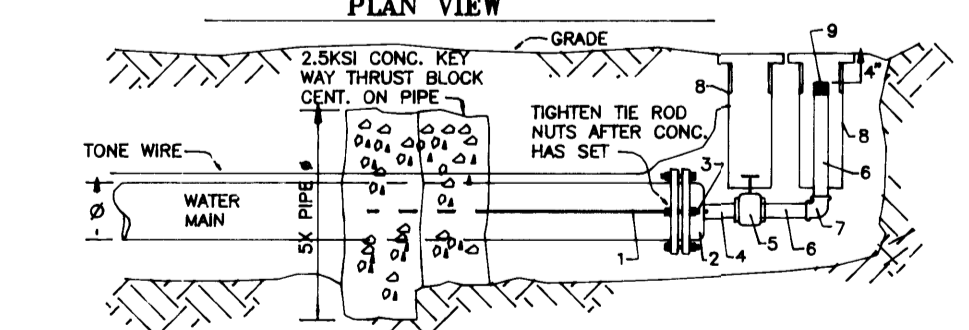 PLAN VIEW
GRADE
9
2.5KSI CONC. KEY
WAY THRUST BLOCK
CENT. ON PIPE
4"
8
TIGHTEN TIE ROD
NUTS AFTER CONC.
HAS SET
8
TONE WIRE
3
6
WATER
MAIN
Ø
5X PIPE Ø
1
2
4
5
6
7